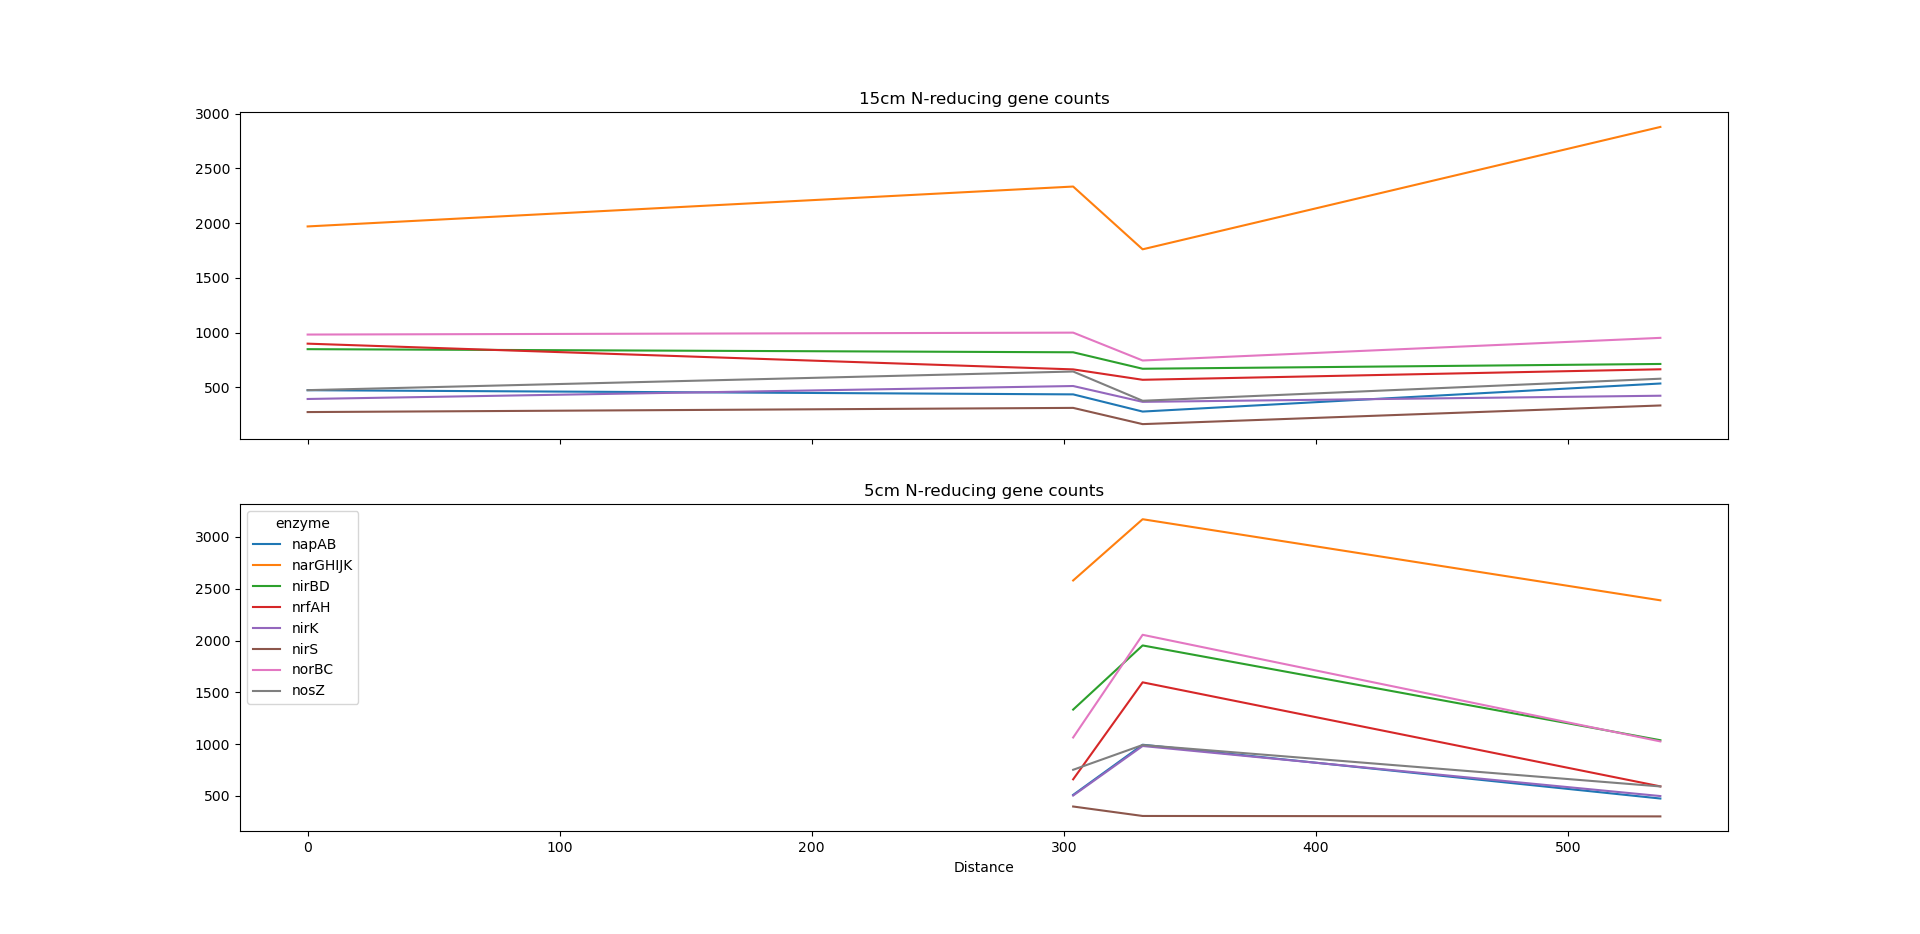 15cm N-reducing gene counts
3000
2500
2000
1500
1000
500
5cm N-reducing gene counts
3000
2500
2000
1500
1000
500
enzyme
napAB
narGHIJK
nirBD
nrfAH
nirK
nirS
norBC
nosZ
0 100 200 300 400 500
Distance